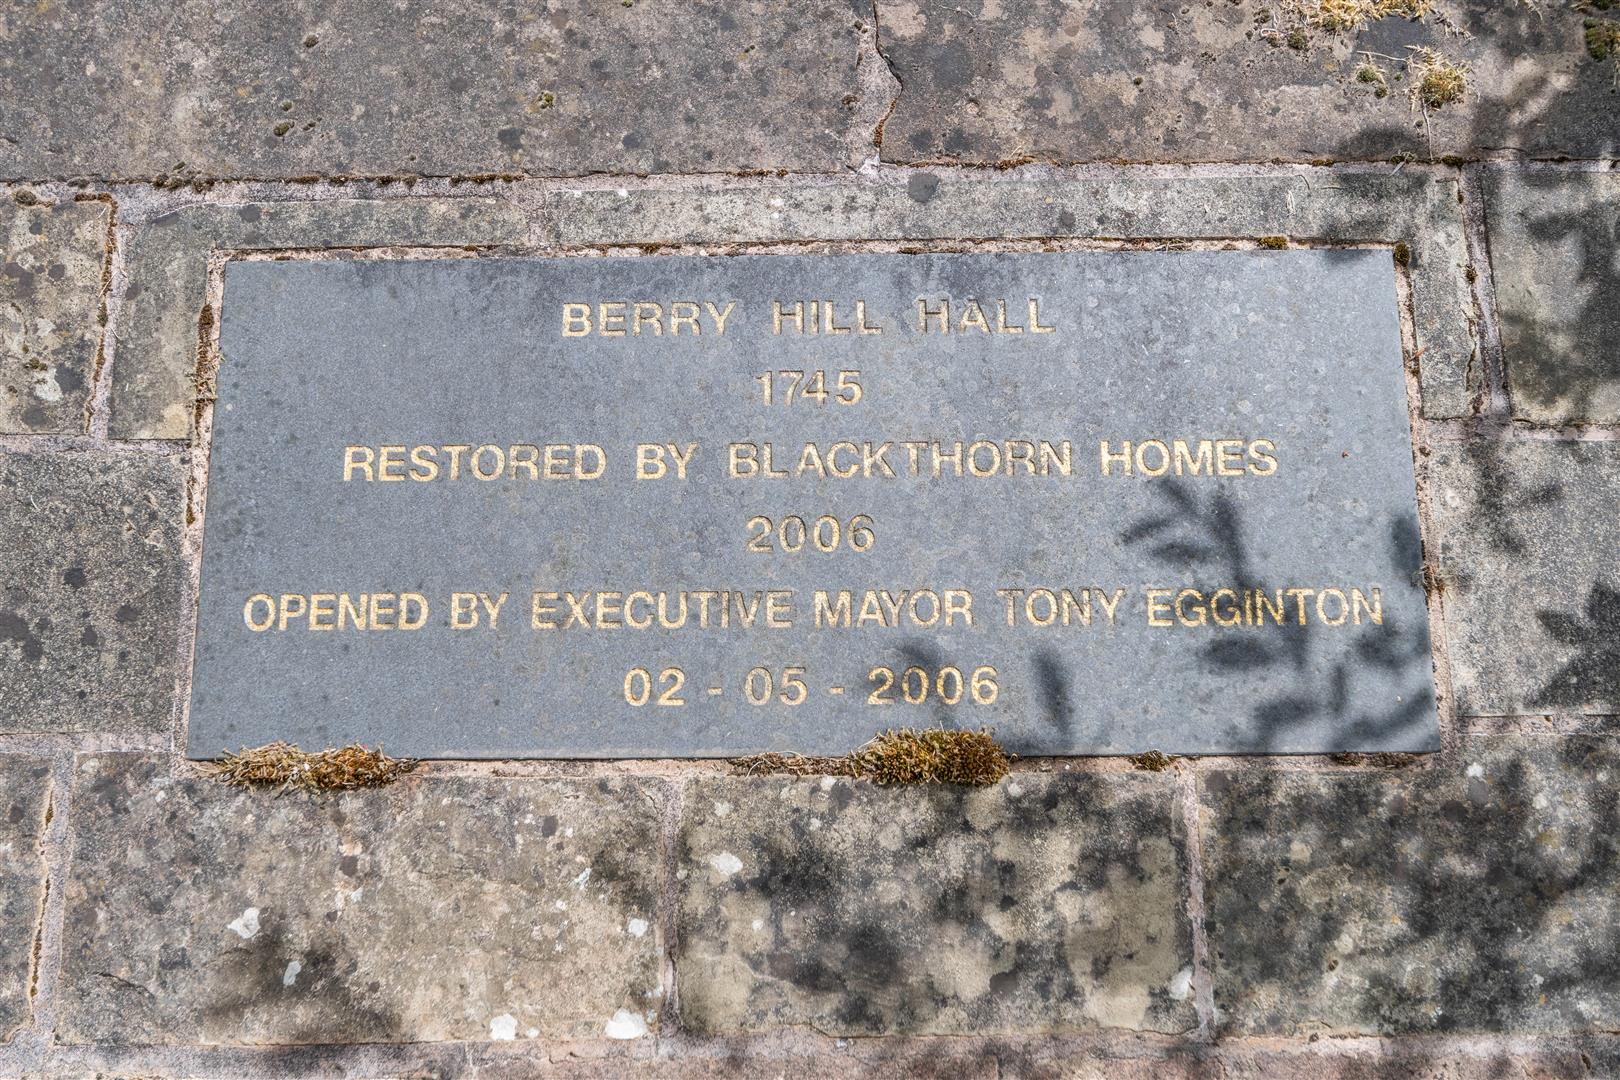 BERRY HILL HALL
1745
RESTORED BY BLACKTHORN HOMES
2006
OPENED BY EXECUTIVE MAYOR TONY EGGINTON
02 - 05 - 2006